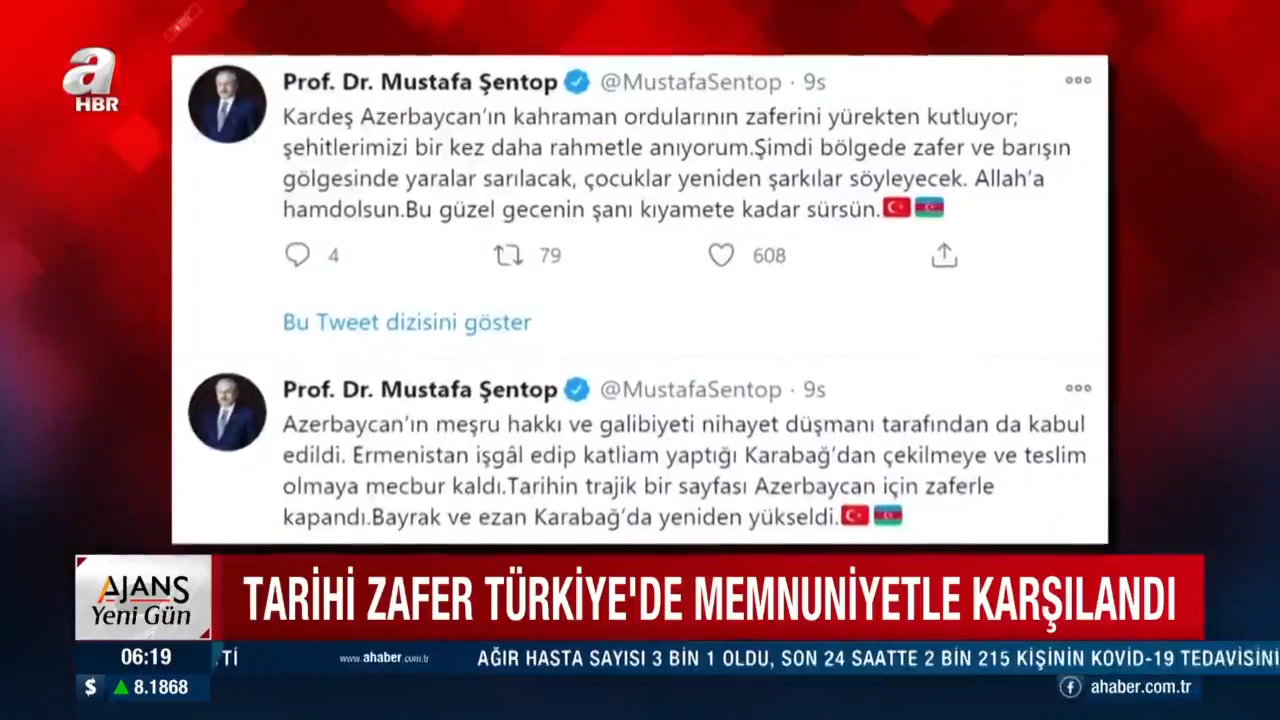 a
HBR
Prof. Dr. Mustafa Şentop @MustafaSentop · 9s
Kardeş Azerbaycan'ın kahraman ordularının zaferini yürekten kutluyor;
şehitlerimizi bir kez daha rahmetle anıyorum.Şimdi bölgede zafer ve barışın
gölgesinde yaralar sarılacak, çocuklar yeniden şarkılar söyleyecek. Allah'a
hamdolsun.Bu güzel gecenin şanı kıyamete kadar sürsün.
4 79 608
Bu Tweet dizisini göster
Prof. Dr. Mustafa Şentop @MustafaSentop · 9s
Azerbaycan'ın meşru hakkı ve galibiyeti nihayet düşmanı tarafından da kabul
edildi. Ermenistan işgâl edip katliam yaptığı Karabağ'dan çekilmeye ve teslim
olmaya mecbur kaldı.Tarihin trajik bir sayfası Azerbaycan için zaferle
kapandı.Bayrak ve ezan Karabağ'da yeniden yükseldi.
AJANS
Yeni Gün
TARİHİ ZAFER TÜRKİYE'DE MEMNUNİYETLE KARŞILANDI
06:19 Tİ www.ahaber.com.tr AĞIR HASTA SAYISI 3 BİN 1 OLDU, SON 24 SAATTE 2 BİN 215 KİŞİNİN KOVİD-19 TEDAVİSİNİ
$ 8.1868 ahaber.com.tr